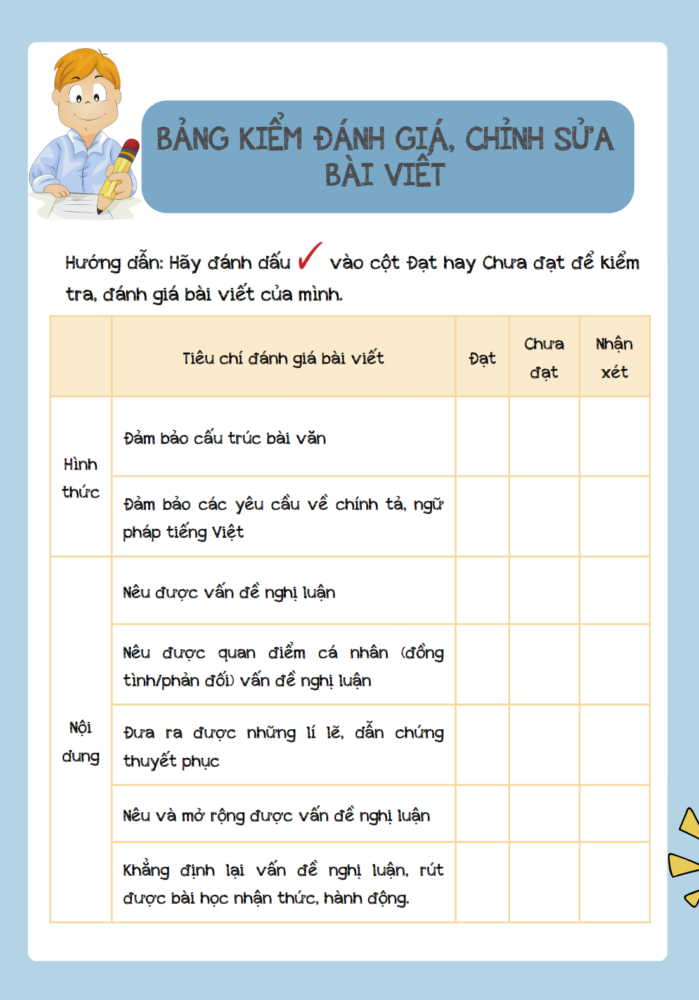 BẢNG KIỂM ĐÁNH GIÁ, CHỈNH SỬA
BÀI VIẾT
Hướng dẫn: Hãy đánh dấu ✓ vào cột Đạt hay Chưa đạt để kiểm
tra, đánh giá bài viết của mình.
Tiêu chí đánh giá bài viết
Đạt
Chưa
đạt
Nhận
xét
Hình
thức
Đảm bảo cấu trúc bài văn
Đảm bảo các yêu cầu về chính tả, ngữ
pháp tiếng Việt
Nội
dung
Nêu được vấn đề nghị luận
Nêu được quan điểm cá nhân (đồng
tình/phản đối) vấn đề nghị luận
Đưa ra được những lí lẽ, dẫn chứng
thuyết phục
Nêu và mở rộng được vấn đề nghị luận
Khẳng định lại vấn đề nghị luận, rút
được bài học nhận thức, hành động.